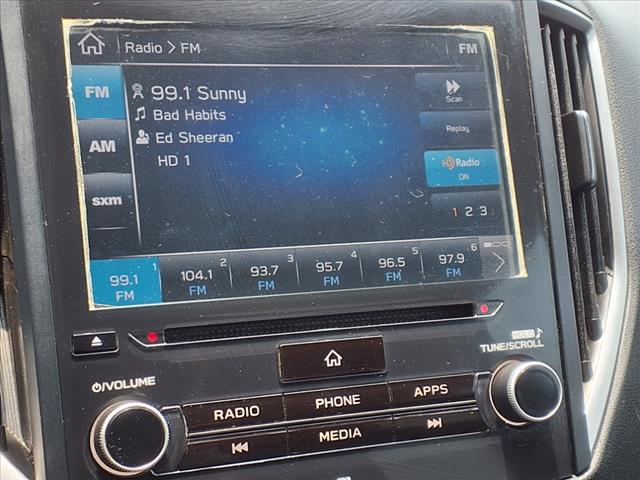 Radio > FM FM
FM
AM
sxm
99.1 Sunny
Bad Habits
Ed Sheeran
HD 1
Scan
Replay
HD Radio
ON
1 2 3
1 2 3 4 5 6
99.1 104.1 93.7 95.7 96.5 97.9
FM FM FM FM FM FM
HOLD
TUNE/SCROLL
VOLUME
RADIO PHONE APPS
MEDIA